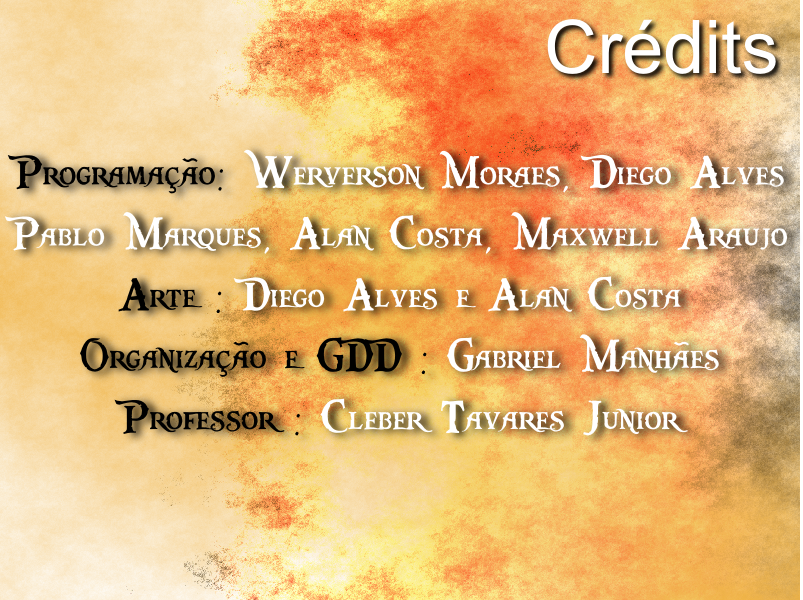 Crédits
Programação: Werverson Moraes, Diego Alves
Pablo Marques, Alan Costa, Maxwell Araujo
Arte : Diego Alves e Alan Costa
Organização e GDD : Gabriel Manhães
Professor : Cleber Tavares Junior